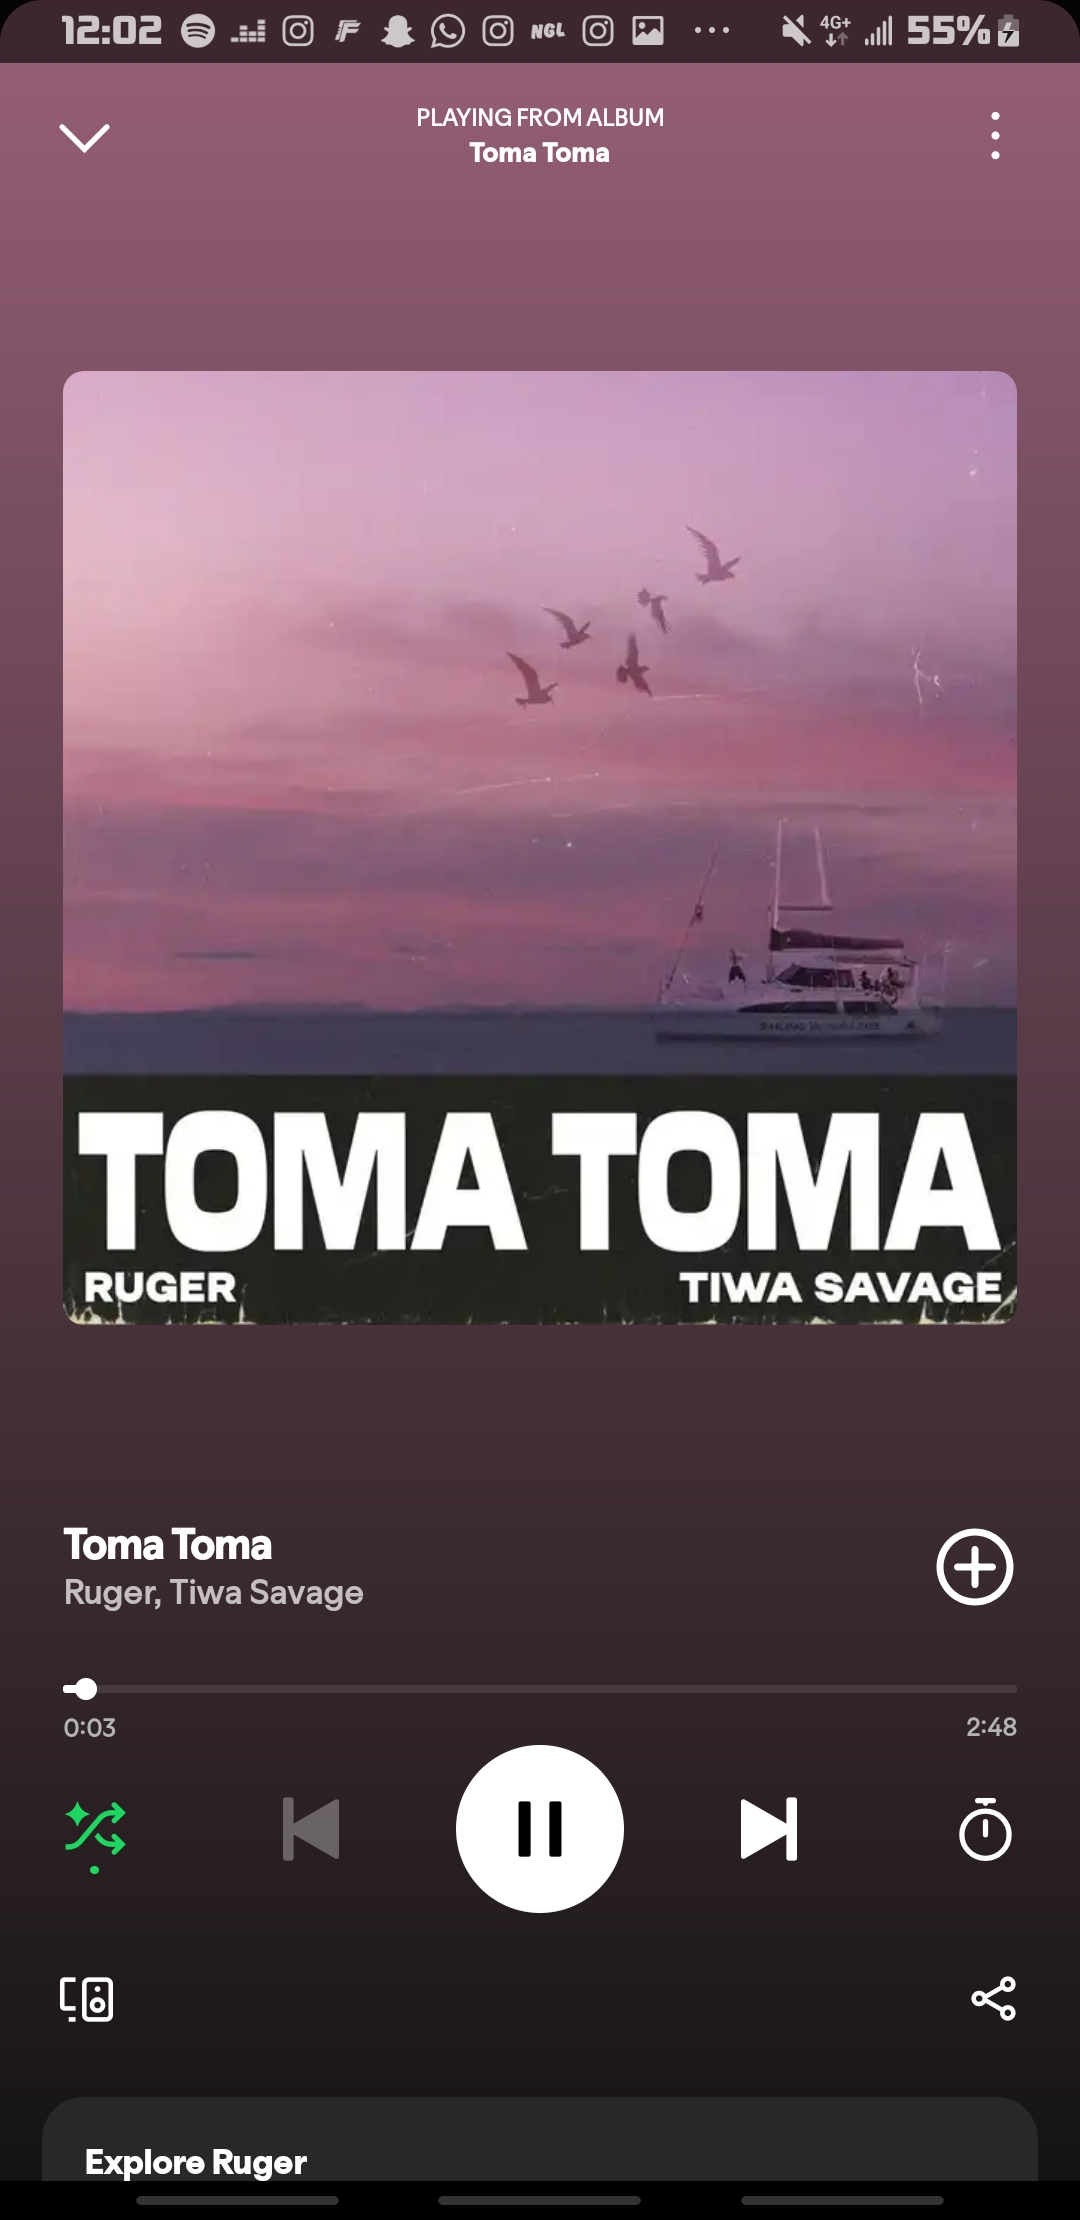 12:02 NGL 4G+ 55%
PLAYING FROM ALBUM
Toma Toma
TOMA TOMA
RUGER TIWA SAVAGE
Toma Toma
Ruger, Tiwa Savage
0:03 2:48
Explore Ruger